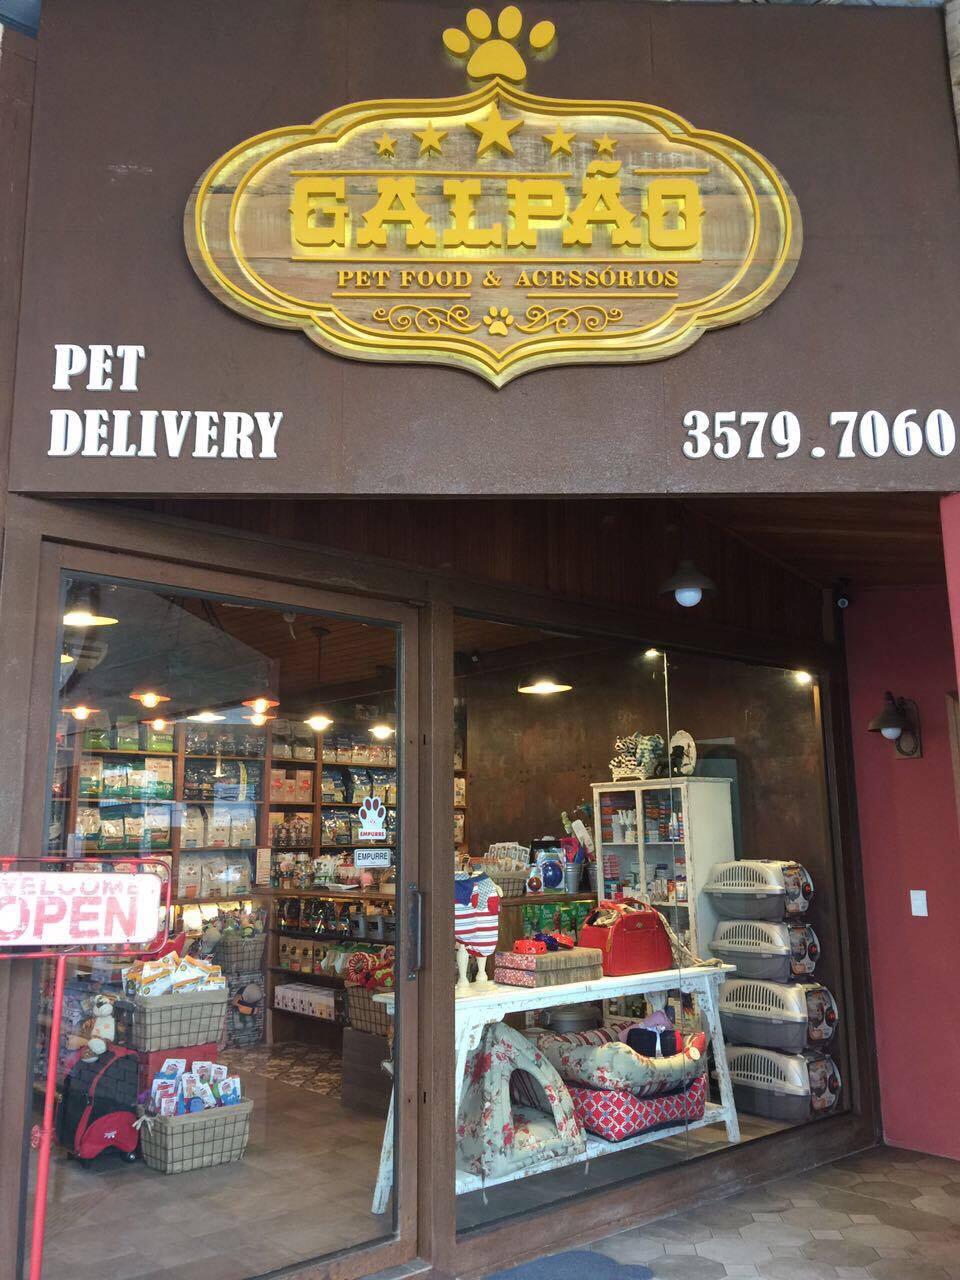 GALPÃO
PET FOOD & ACESSÓRIOS
PET
DELIVERY
3579.7060
EMPURRE
EMPURRE
WELCOME
OPEN